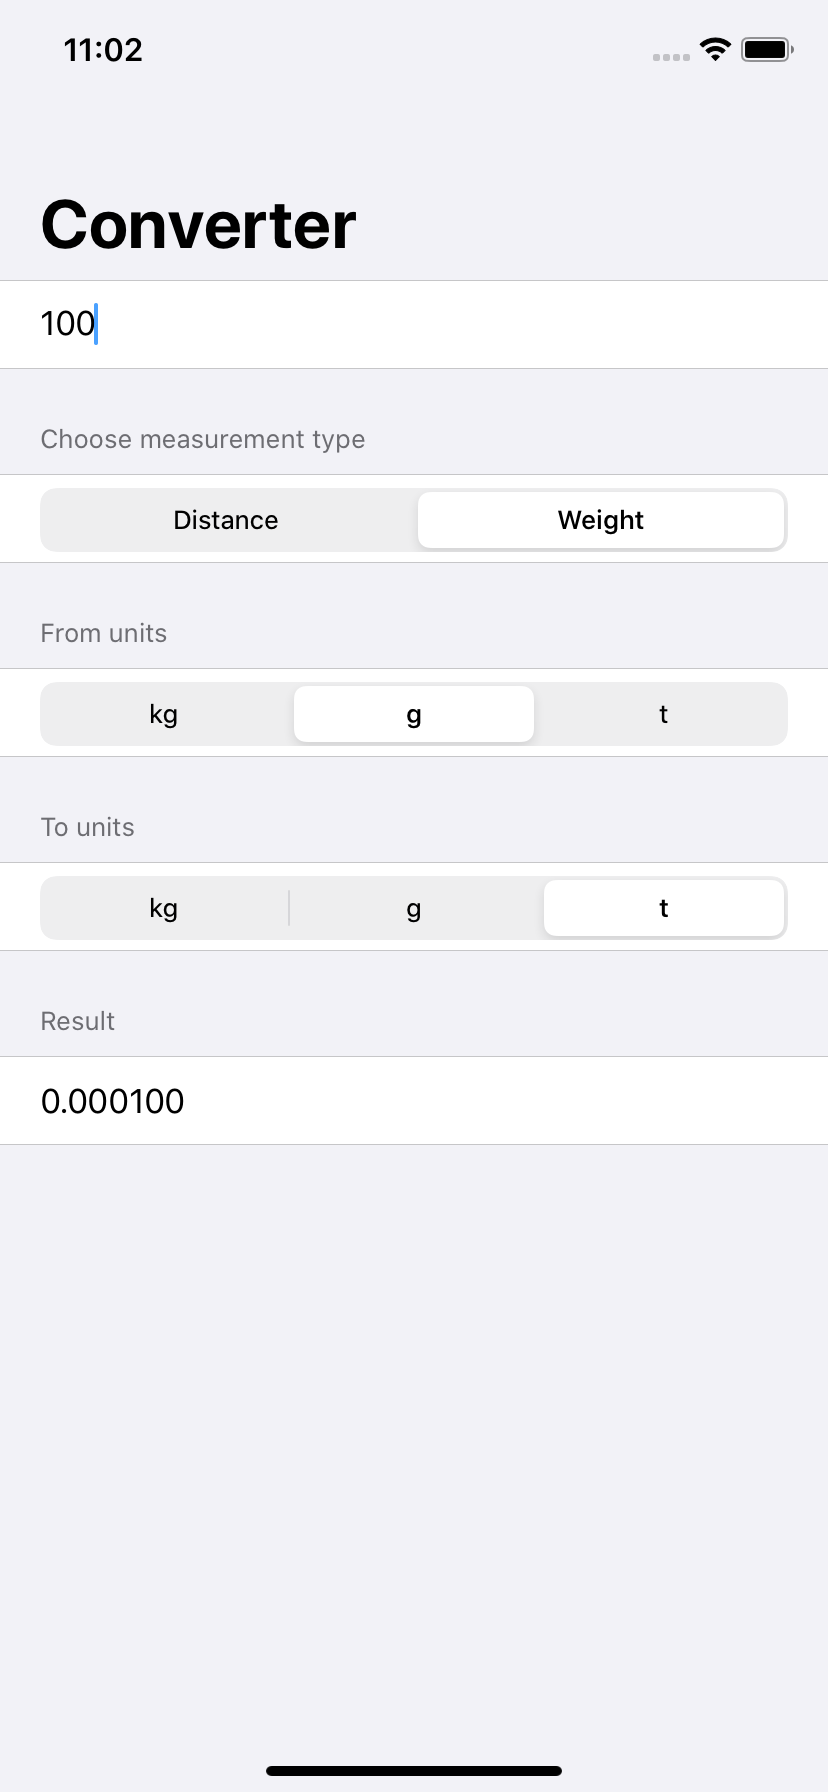 11:02
Converter
100
Choose measurement type
Distance Weight
From units
kg g t
To units
kg g t
Result
0.000100